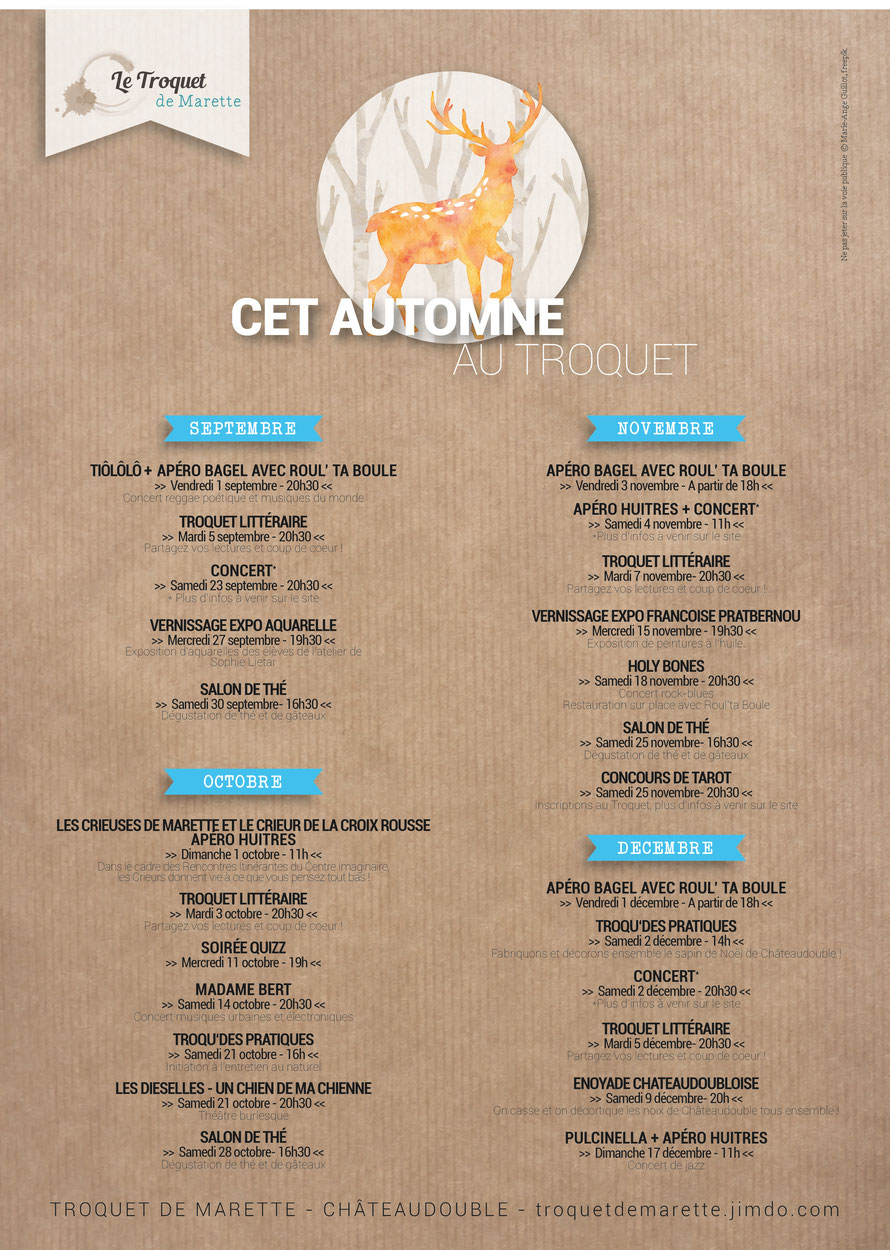 Le Troquet
de Marette
Ne pas jeter sur la voie publique © Marie-Ange Guillot, freepik
CET AUTOMNE
AU TROQUET
SEPTEMBRE
TIÔLÔLÔ + APÉRO BAGEL AVEC ROUL' TA BOULE
>> Vendredi 1 septembre - 20h30 <<
Concert reggae poétique et musiques du monde !
TROQUET LITTÉRAIRE
>> Mardi 5 septembre - 20h30 <<
Partagez vos lectures et coup de coeur !
CONCERT*
>> Samedi 23 septembre - 20h30 <<
* Plus d'infos à venir sur le site
VERNISSAGE EXPO AQUARELLE
>> Mercredi 27 septembre - 19h30 <<
Exposition d'aquarelles des élèves de l'atelier de
Sophie Lietar
SALON DE THÉ
>> Samedi 30 septembre - 16h30 <<
Dégustation de thé et de gâteaux
OCTOBRE
LES CRIEUSES DE MARETTE ET LE CRIEUR DE LA CROIX ROUSSE
APÉRO HUITRES
>> Dimanche 1 octobre - 11h <<
Dans le cadre des Rencontres Itinérantes du Centre Imaginaire,
les Crieurs donnent vie à ce que vous pensez tout bas !
TROQUET LITTÉRAIRE
>> Mardi 3 octobre - 20h30 <<
Partagez vos lectures et coup de coeur !
SOIRÉE QUIZZ
>> Mercredi 11 octobre - 19h <<
MADAME BERT
>> Samedi 14 octobre - 20h30 <<
Concert musiques urbaines et électroniques
TROQU'DES PRATIQUES
>> Samedi 21 octobre - 16h <<
Initiation à l'entretien au naturel
LES DIESELLES - UN CHIEN DE MA CHIENNE
>> Samedi 21 octobre - 20h30 <<
Théâtre burlesque
SALON DE THÉ
>> Samedi 28 octobre- 16h30 <<
Dégustation de thé et de gâteaux
NOVEMBRE
APÉRO BAGEL AVEC ROUL' TA BOULE
>> Vendredi 3 novembre - A partir de 18h <<
APÉRO HUITRES + CONCERT*
>> Samedi 4 novembre - 11h <<
*Plus d'infos à venir sur le site
TROQUET LITTÉRAIRE
>> Mardi 7 novembre- 20h30 <<
Partagez vos lectures et coup de coeur !
VERNISSAGE EXPO FRANCOISE PRATBERNOU
>> Mercredi 15 novembre - 19h30 <<
Exposition de peintures à l'huile.
HOLY BONES
>> Samedi 18 novembre - 20h30 <<
Concert rock-blues
Restauration sur place avec Roul'ta Boule
SALON DE THÉ
>> Samedi 25 novembre- 16h30 <<
Dégustation de thé et de gâteaux
CONCOURS DE TAROT
>> Samedi 25 novembre- 20h30 <<
Inscriptions au Troquet, plus d'infos à venir sur le site
DECEMBRE
APÉRO BAGEL AVEC ROUL' TA BOULE
>> Vendredi 1 décembre - A partir de 18h <<
TROQU'DES PRATIQUES
>> Samedi 2 décembre - 14h <<
Fabriquons et décorons ensemble le sapin de Noël de Châteaudouble !
CONCERT*
>> Samedi 2 décembre - 20h30 <<
*Plus d'infos à venir sur le site
TROQUET LITTÉRAIRE
>> Mardi 5 décembre- 20h30 <<
Partagez vos lectures et coup de coeur !
ENOYADE CHATEAUDOUBLOISE
>> Samedi 9 décembre- 20h <<
On casse et on décortique les noix de Châteaudouble tous ensemble !
PULCINELLA + APÉRO HUITRES
>> Dimanche 17 décembre - 11h <<
Concert de jazz
TROQUET DE MARETTE - CHÂTEAUDOUBLE - troquetdemarette.jimdo.com